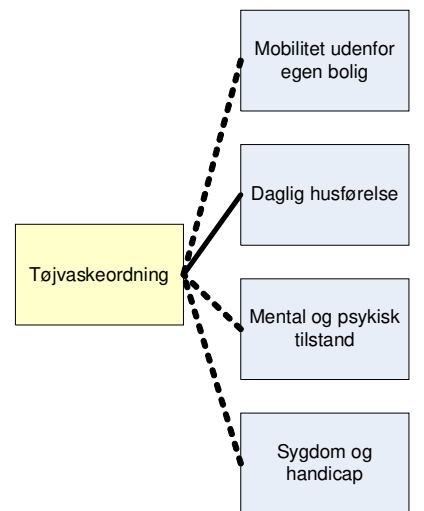 Mobilitet udenfor
egen bolig
Daglig husførelse
Tøjvaskeordning
Mental og psykisk
tilstand
Sygdom og
handicap